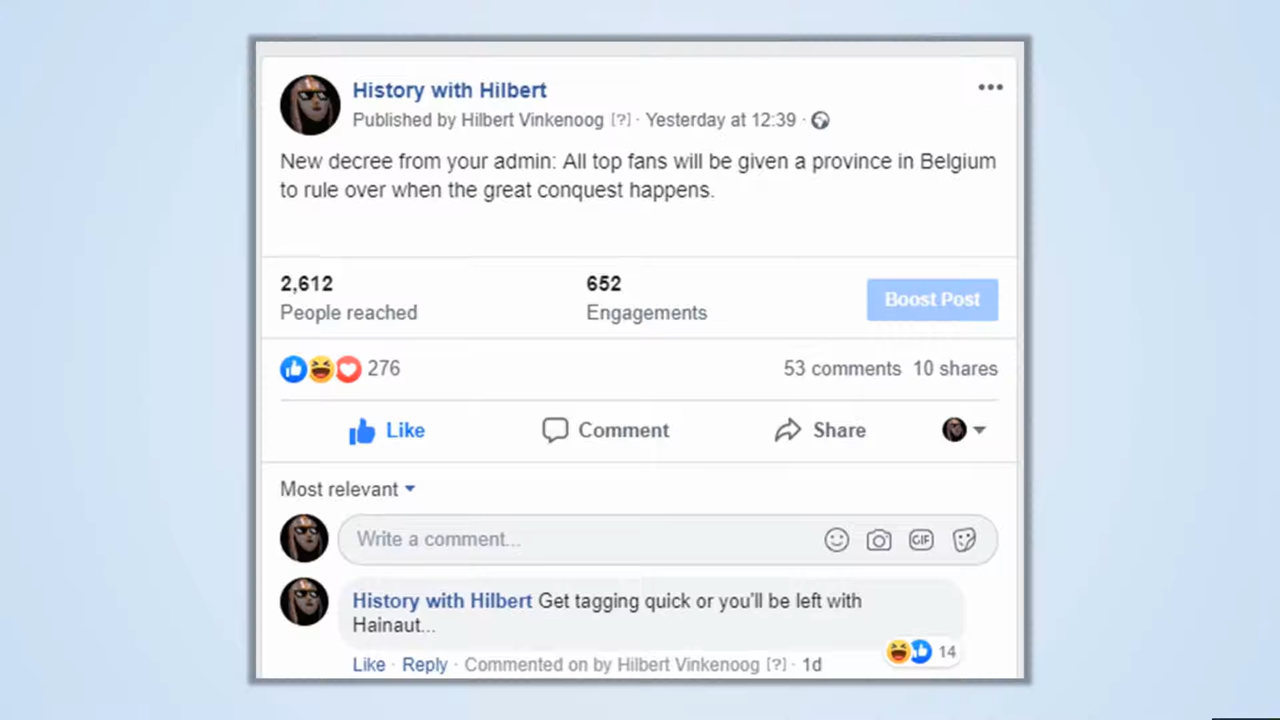 History with Hilbert
Published by Hilbert Vinkenoog [?] · Yesterday at 12:39 ·
New decree from your admin: All top fans will be given a province in Belgium
to rule over when the great conquest happens.
2,612
People reached
652
Engagements
Boost Post
276
53 comments 10 shares
Like
Comment
Share
Most relevant
Write a comment...
GIF
History with Hilbert Get tagging quick or you'll be left with
Hainaut...
14
Like · Reply · Commented on by Hilbert Vinkenoog [?] · 1d